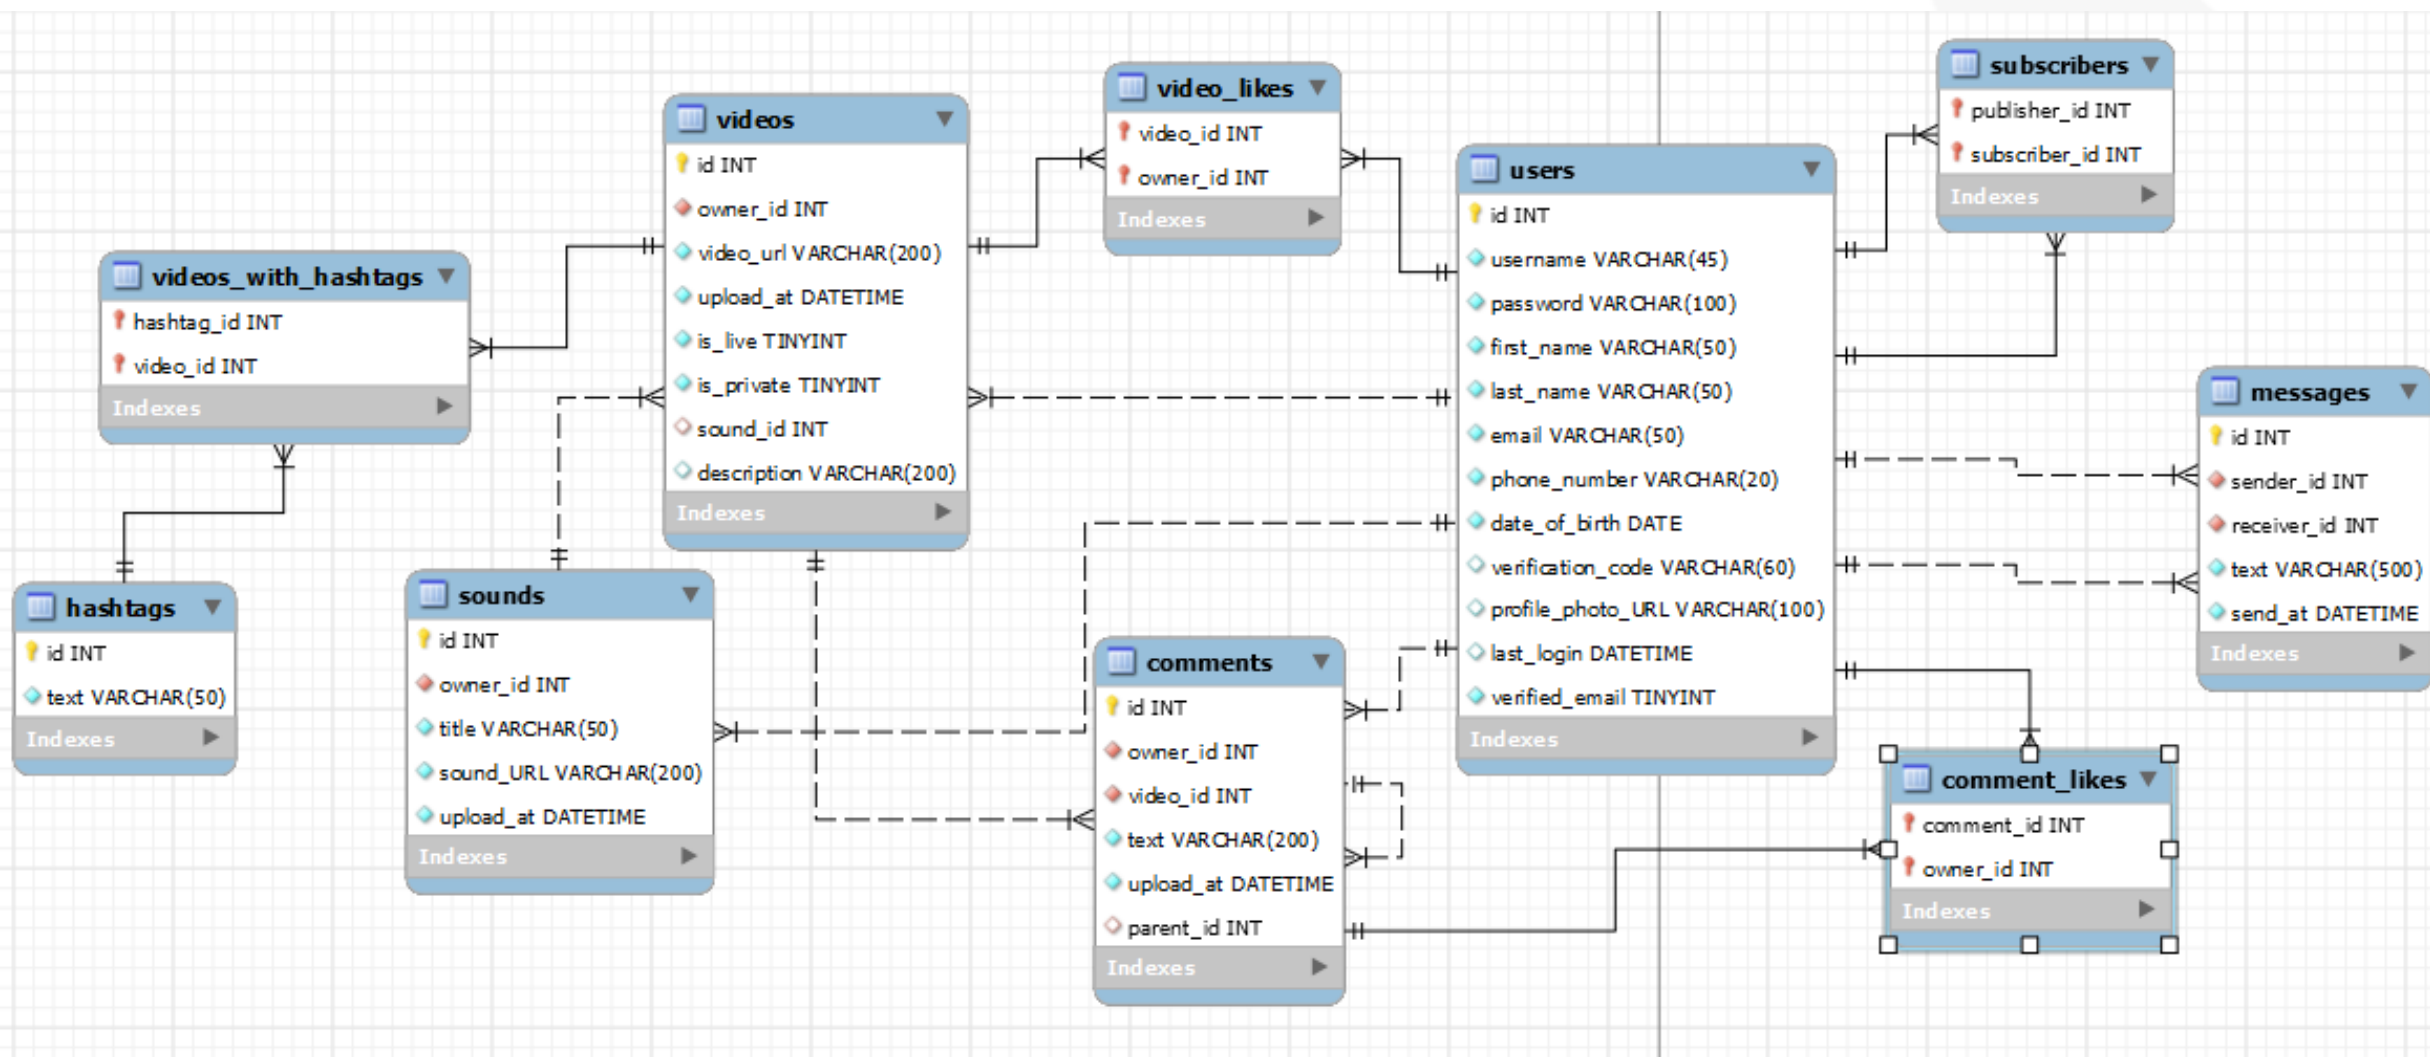 videos_with_hashtags
hashtag_id INT
video_id INT
Indexes
hashtags
id INT
text VARCHAR(50)
Indexes
videos
id INT
owner_id INT
video_url VARCHAR(200)
upload_at DATETIME
is_live TINYINT
is_private TINYINT
sound_id INT
description VARCHAR(200)
Indexes
sounds
id INT
owner_id INT
title VARCHAR(50)
sound_URL VARCHAR(200)
upload_at DATETIME
Indexes
video_likes
video_id INT
owner_id INT
Indexes
comments
id INT
owner_id INT
video_id INT
text VARCHAR(200)
upload_at DATETIME
parent_id INT
Indexes
users
id INT
username VARCHAR(45)
password VARCHAR(100)
first_name VARCHAR(50)
last_name VARCHAR(50)
email VARCHAR(50)
phone_number VARCHAR(20)
date_of_birth DATE
verification_code VARCHAR(60)
profile_photo_URL VARCHAR(100)
last_login DATETIME
verified_email TINYINT
Indexes
subscribers
publisher_id INT
subscriber_id INT
Indexes
messages
id INT
sender_id INT
receiver_id INT
text VARCHAR(500)
send_at DATETIME
Indexes
comment_likes
comment_id INT
owner_id INT
Indexes